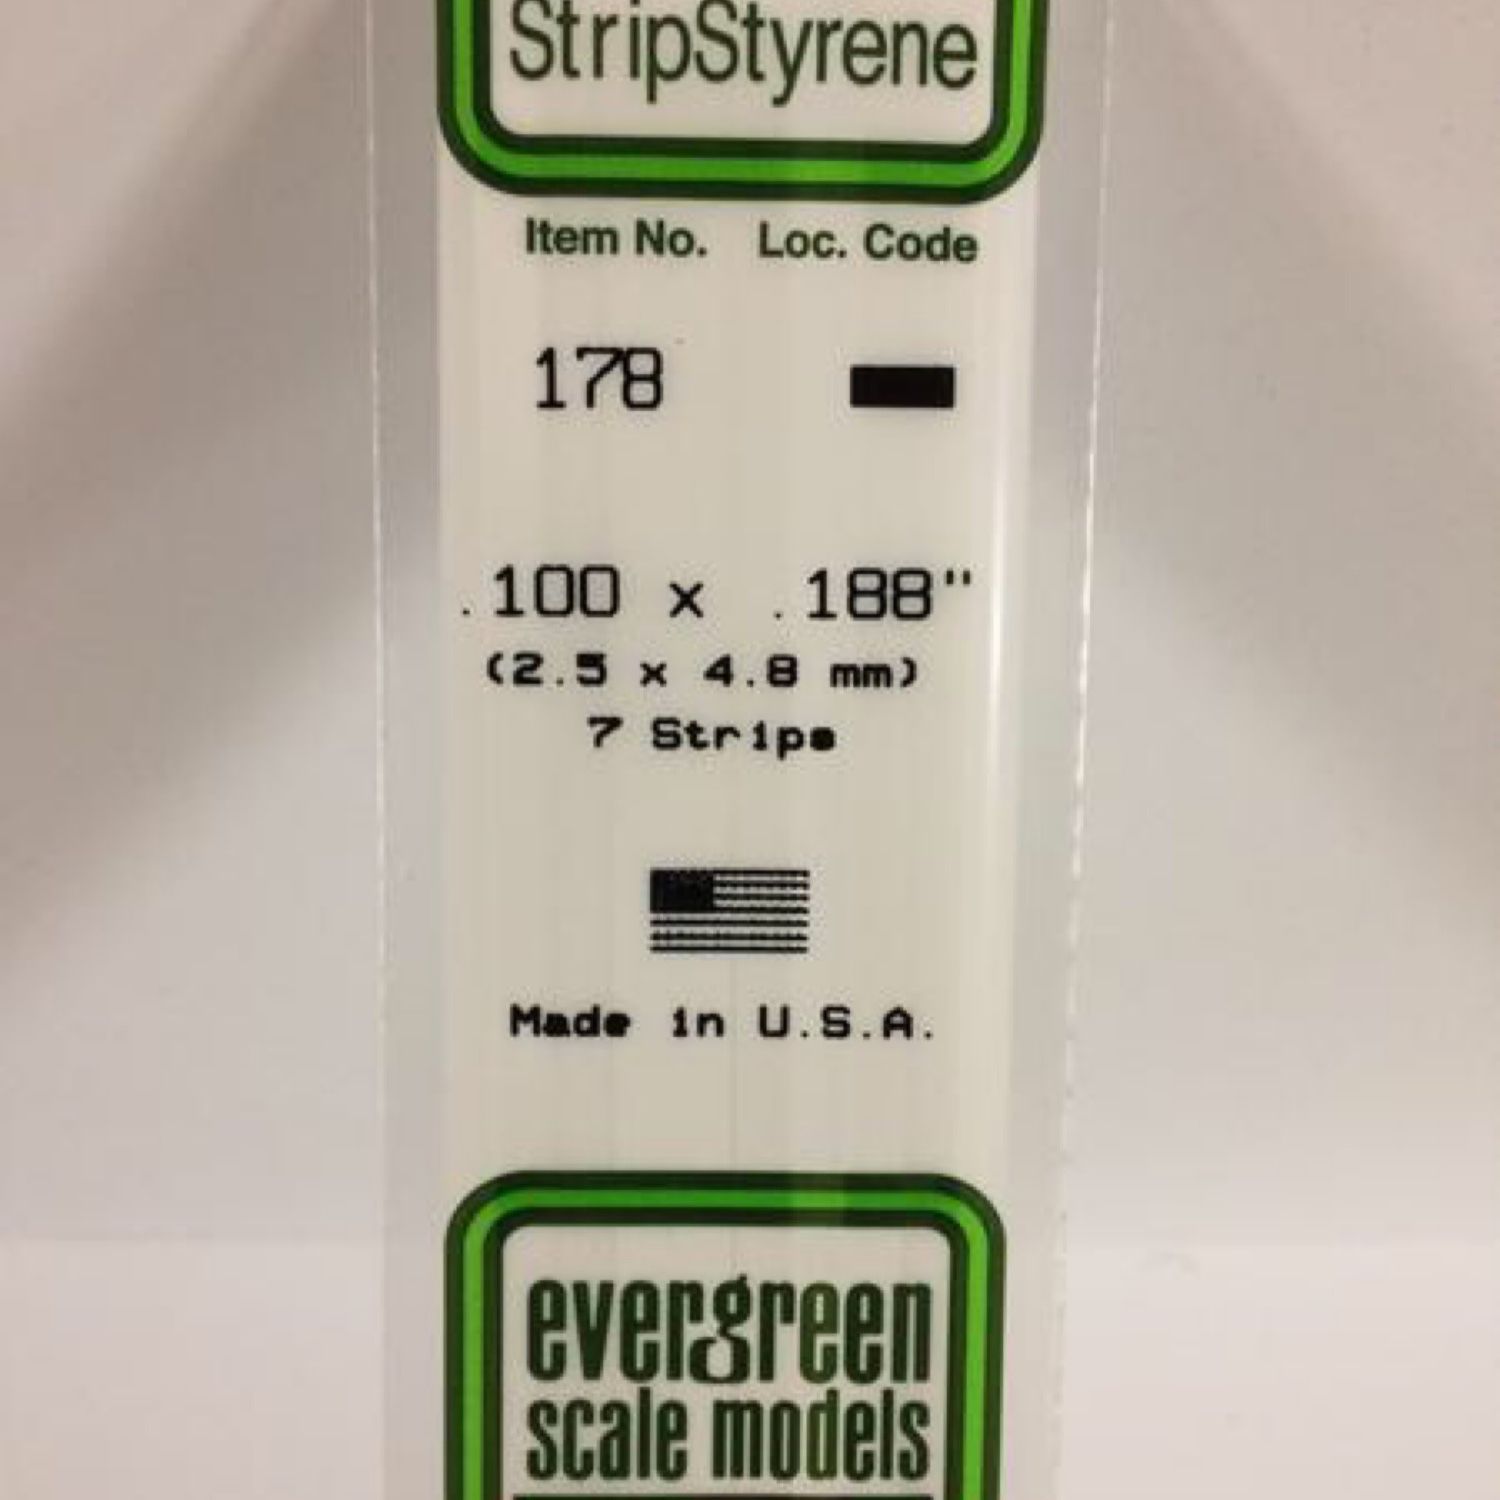 StripStyrene
Item No. Loc. Code
178
.100 x .188"
(2.5 x 4.8 mm)
7 Strips
Made in U.S.A.
evergreen
scale models